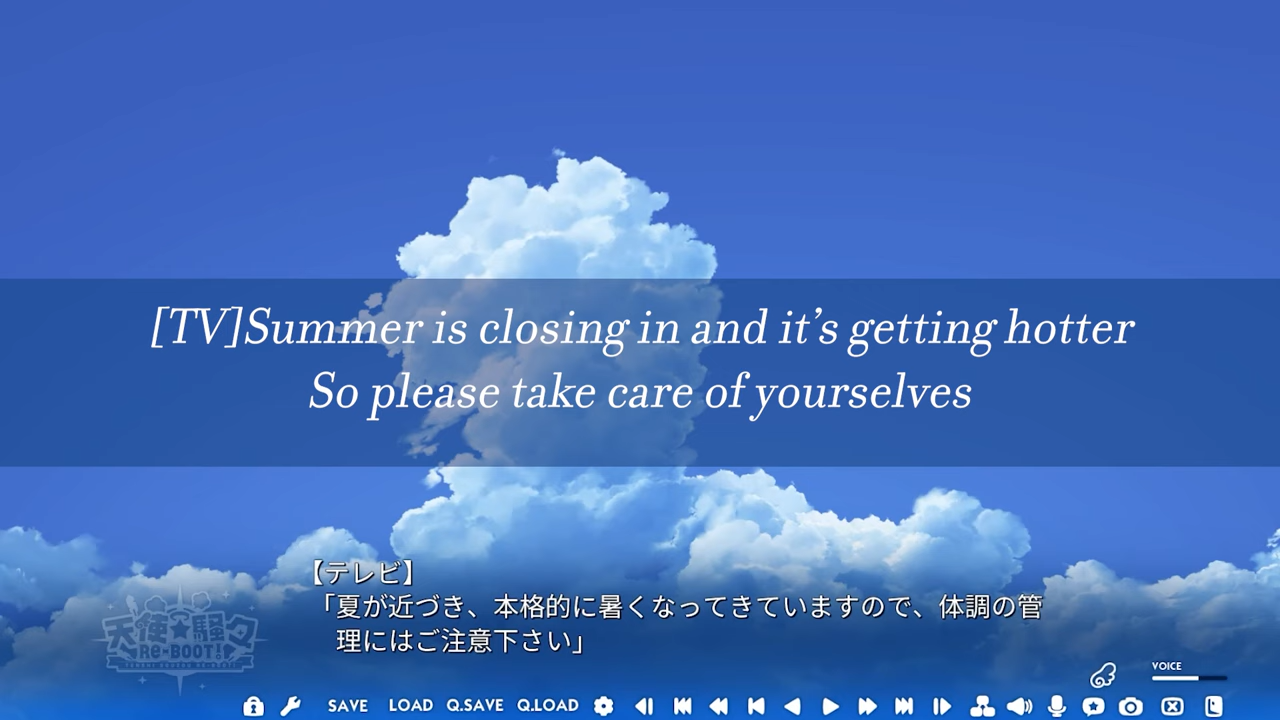 [TV]Summer is closing in and it's getting hotter
So please take care of yourselves
【テレビ】
「夏が近づき、本格的に暑くなってきていますので、体調の管
理にはご注意下さい」
天使☆騒々
RE-BOOT!
VOICE
SAVE LOAD Q.SAVE Q.LOAD